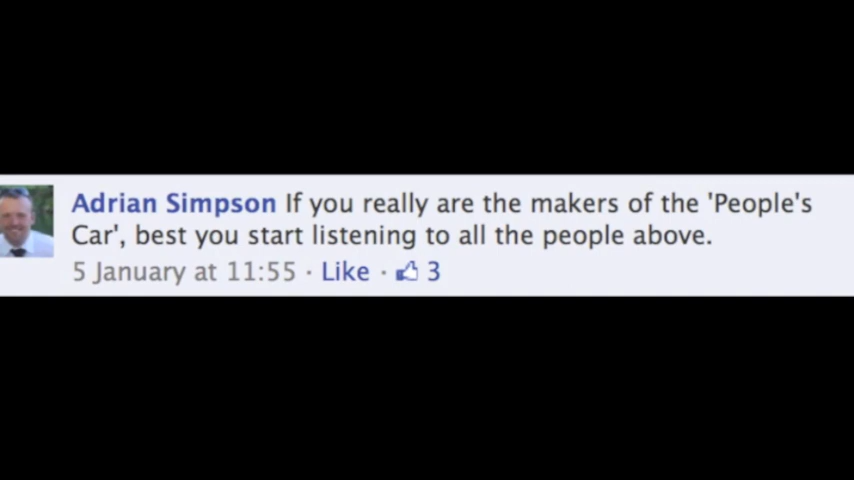 Adrian Simpson If you really are the makers of the 'People's
Car', best you start listening to all the people above.
5 January at 11:55 · Like · 3